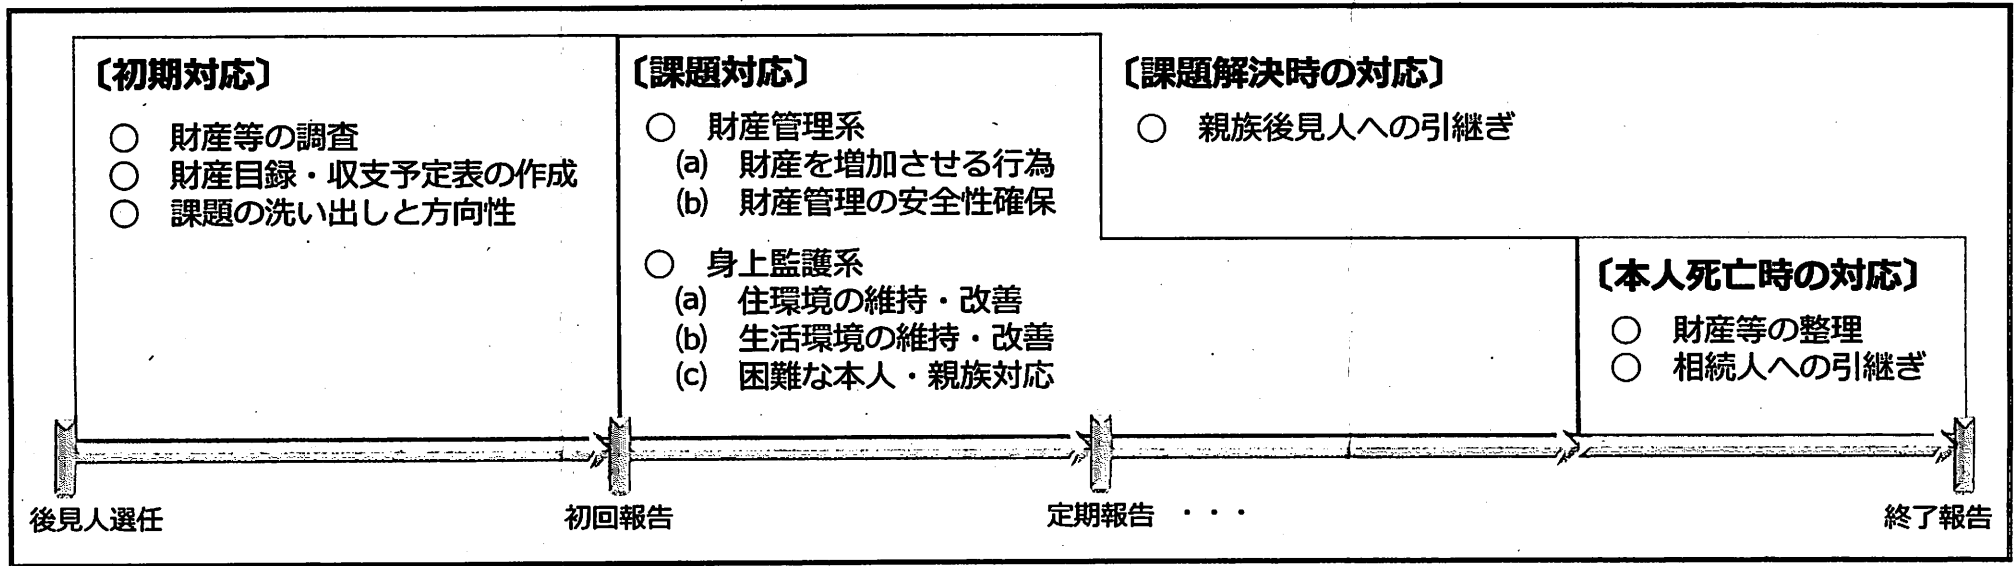 〔初期対応〕
○ 財産等の調査
○ 財産目録・収支予定表の作成
○ 課題の洗い出しと方向性
〔課題対応〕
○ 財産管理系
(a) 財産を増加させる行為
(b) 財産管理の安全性確保
○ 身上監護系
(a) 住環境の維持・改善
(b) 生活環境の維持・改善
(c) 困難な本人・親族対応
〔課題解決時の対応〕
○ 親族後見人への引継ぎ
〔本人死亡時の対応〕
○ 財産等の整理
○ 相続人への引継ぎ
後見人選任
初回報告
定期報告 ・・・
終了報告